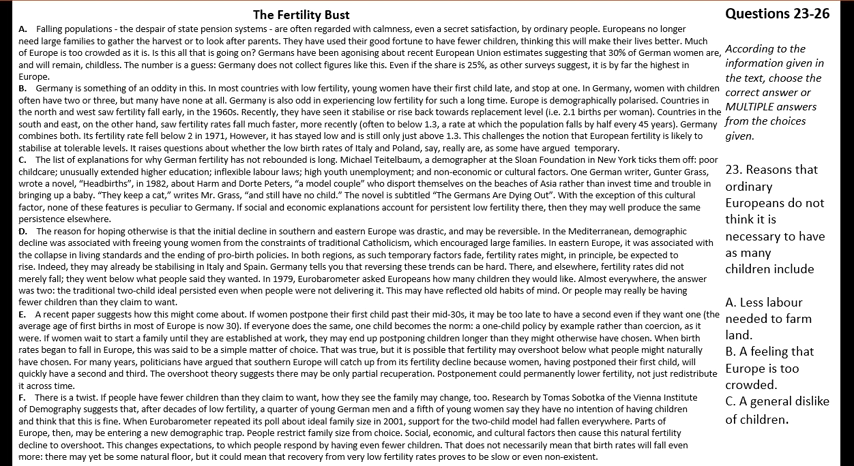 The Fertility Bust
A. Falling populations - the despair of state pension systems - are often regarded with calmness, even a secret satisfaction, by ordinary people. Europeans no longer
need large families to gather the harvest or to look after parents. They have used their good fortune to have fewer children, thinking this will make their lives better. Much
of Europe is too crowded as it is. Is this all that is going on? Germans have been agonising about recent European Union estimates suggesting that 30% of German women are,
and will remain, childless. The number is a guess: Germany does not collect figures like this. Even if the share is 25%, as other surveys suggest, it is by far the highest in
Europe.
B. Germany is something of an oddity in this. In most countries with low fertility, young women have their first child late, and stop at one. In Germany, women with children
often have two or three, but many have none at all. Germany is also odd in experiencing low fertility for such a long time. Europe is demographically polarised. Countries in
the north and west saw fertility fall early, in the 1960s. Recently, they have seen it stabilise or rise back towards replacement level (i.e. 2.1 births per woman). Countries in the
south and east, on the other hand, saw fertility rates fall much faster, more recently (often to below 1.3, a rate at which the population falls by half every 45 years). Germany
combines both. Its fertility rate fell below 2 in 1971, However, it has stayed low and is still only just above 1.3. This challenges the notion that European fertility is likely to
stabilise at tolerable levels. It raises questions about whether the low birth rates of Italy and Poland, say, really are, as some have argued temporary.
C. The list of explanations for why German fertility has not rebounded is long. Michael Teitelbaum, a demographer at the Sloan Foundation in New York ticks them off: poor
childcare; unusually extended higher education; inflexible labour laws; high youth unemployment; and non-economic or cultural factors. One German writer, Gunter Grass,
wrote a novel, "Headbirths", in 1982, about Harm and Dorte Peters, "a model couple" who disport themselves on the beaches of Asia rather than invest time and trouble in
bringing up a baby. "They keep a cat," writes Mr. Grass, "and still have no child." The novel is subtitled "The Germans Are Dying Out". With the exception of this cultural
factor, none of these features is peculiar to Germany. If social and economic explanations account for persistent low fertility there, then they may well produce the same
persistence elsewhere.
D. The reason for hoping otherwise is that the initial decline in southern and eastern Europe was drastic, and may be reversible. In the Mediterranean, demographic
decline was associated with freeing young women from the constraints of traditional Catholicism, which encouraged large families. In eastern Europe, it was associated with
the collapse in living standards and the ending of pro-birth policies. In both regions, as such temporary factors fade, fertility rates might, in principle, be expected to
rise. Indeed, they may already be stabilising in Italy and Spain. Germany tells you that reversing these trends can be hard. There, and elsewhere, fertility rates did not
merely fall; they went below what people said they wanted. In 1979, Eurobarometer asked Europeans how many children they would like. Almost everywhere, the answer
was two: the traditional two-child ideal persisted even when people were not delivering it. This may have reflected old habits of mind. Or people may really be having
fewer children than they claim to want.
E. A recent paper suggests how this might come about. If women postpone their first child past their mid-30s, it may be too late to have a second even if they want one (the
average age of first births in most of Europe is now 30). If everyone does the same, one child becomes the norm: a one-child policy by example rather than coercion, as it
were. If women wait to start a family until they are established at work, they may end up postponing children longer than they might otherwise have chosen. When birth
rates began to fall in Europe, this was said to be a simple matter of choice. That was true, but it is possible that fertility may overshoot below what people might naturally
have chosen. For many years, politicians have argued that southern Europe will catch up from its fertility decline because women, having postponed their first child, will
quickly have a second and third. The overshoot theory suggests there may be only partial recuperation. Postponement could permanently lower fertility, not just redistribute
it across time.
F. There is a twist. If people have fewer children than they claim to want, how they see the family may change, too. Research by Tomas Sobotka of the Vienna Institute
of Demography suggests that, after decades of low fertility, a quarter of young German men and a fifth of young women say they have no intention of having children
and think that this is fine. When Eurobarometer repeated its poll about ideal family size in 2001, support for the two-child model had fallen everywhere. Parts of
Europe, then, may be entering a new demographic trap. People restrict family size from choice. Social, economic, and cultural factors then cause this natural fertility
decline to overshoot. This changes expectations, to which people respond by having even fewer children. That does not necessarily mean that birth rates will fall even
more: there may yet be some natural floor, but it could mean that recovery from very low fertility rates proves to be slow or even non-existent.
Questions 23-26
According to the
information given in
the text, choose the
correct answer or
MULTIPLE answers
from the choices
given.
23. Reasons that
ordinary
Europeans do not
think it is
necessary to have
as many
children include
A. Less labour
needed to farm
land.
B. A feeling that
Europe is too
crowded.
C. A general dislike
of children.